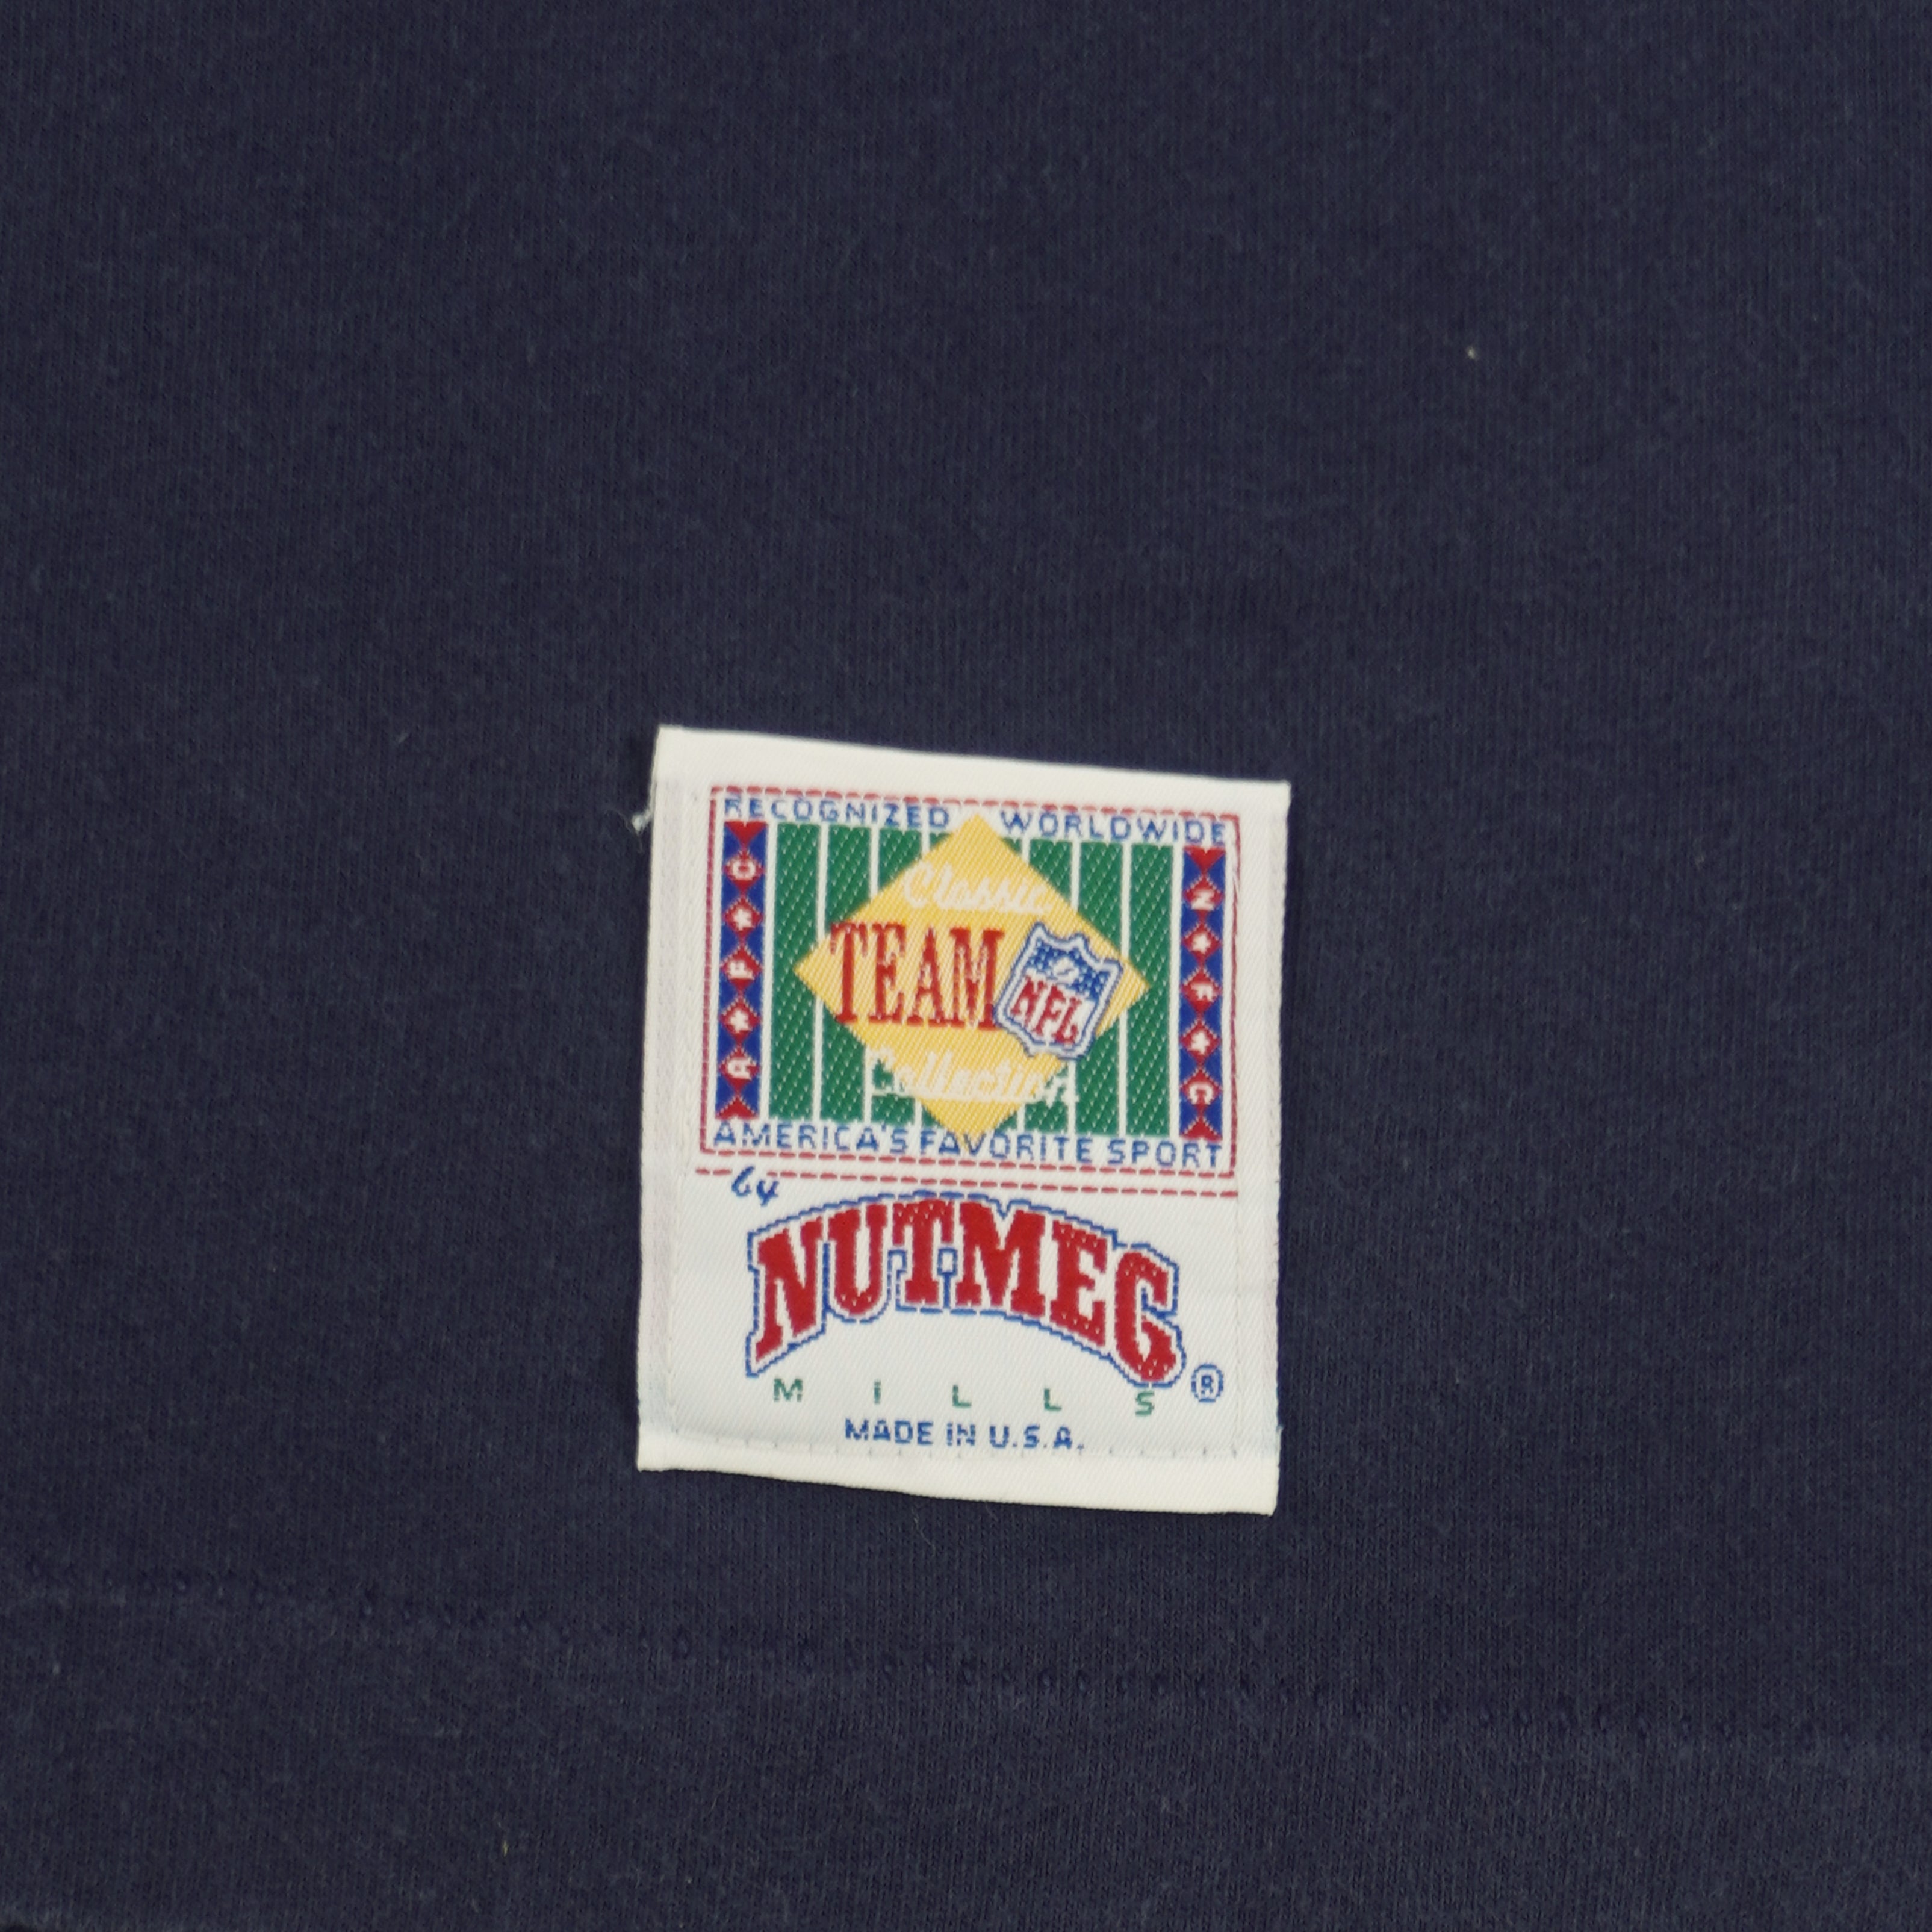 RECOGNIZED WORLDWIDE
A★F★C
Classic
TEAM
NFL
Collection
N★F★C
AMERICA'S FAVORITE SPORT
by
NUTMEG
MiLLS®
MADE iN U.S.A.